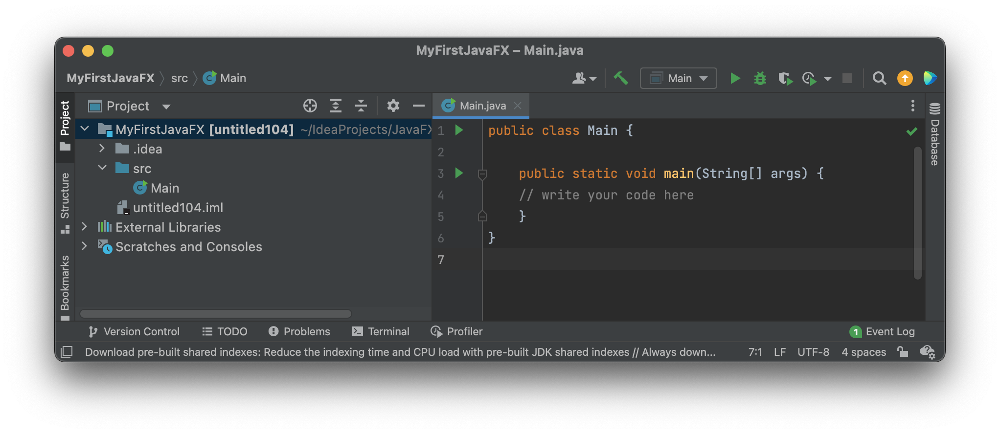 MyFirstJavaFX – Main.java
MyFirstJavaFX src Main
Main
Project
Project
Structure
Bookmarks
MyFirstJavaFX [untitled104] ~/IdeaProjects/JavaFX
.idea
src
Main
untitled104.iml
External Libraries
Scratches and Consoles
Main.java
1 public class Main {
2
3 public static void main(String[] args) {
4 // write your code here
5 }
6 }
7
Database
Version Control TODO Problems Terminal Profiler 1 Event Log
Download pre-built shared indexes: Reduce the indexing time and CPU load with pre-built JDK shared indexes // Always down... 7:1 LF UTF-8 4 spaces